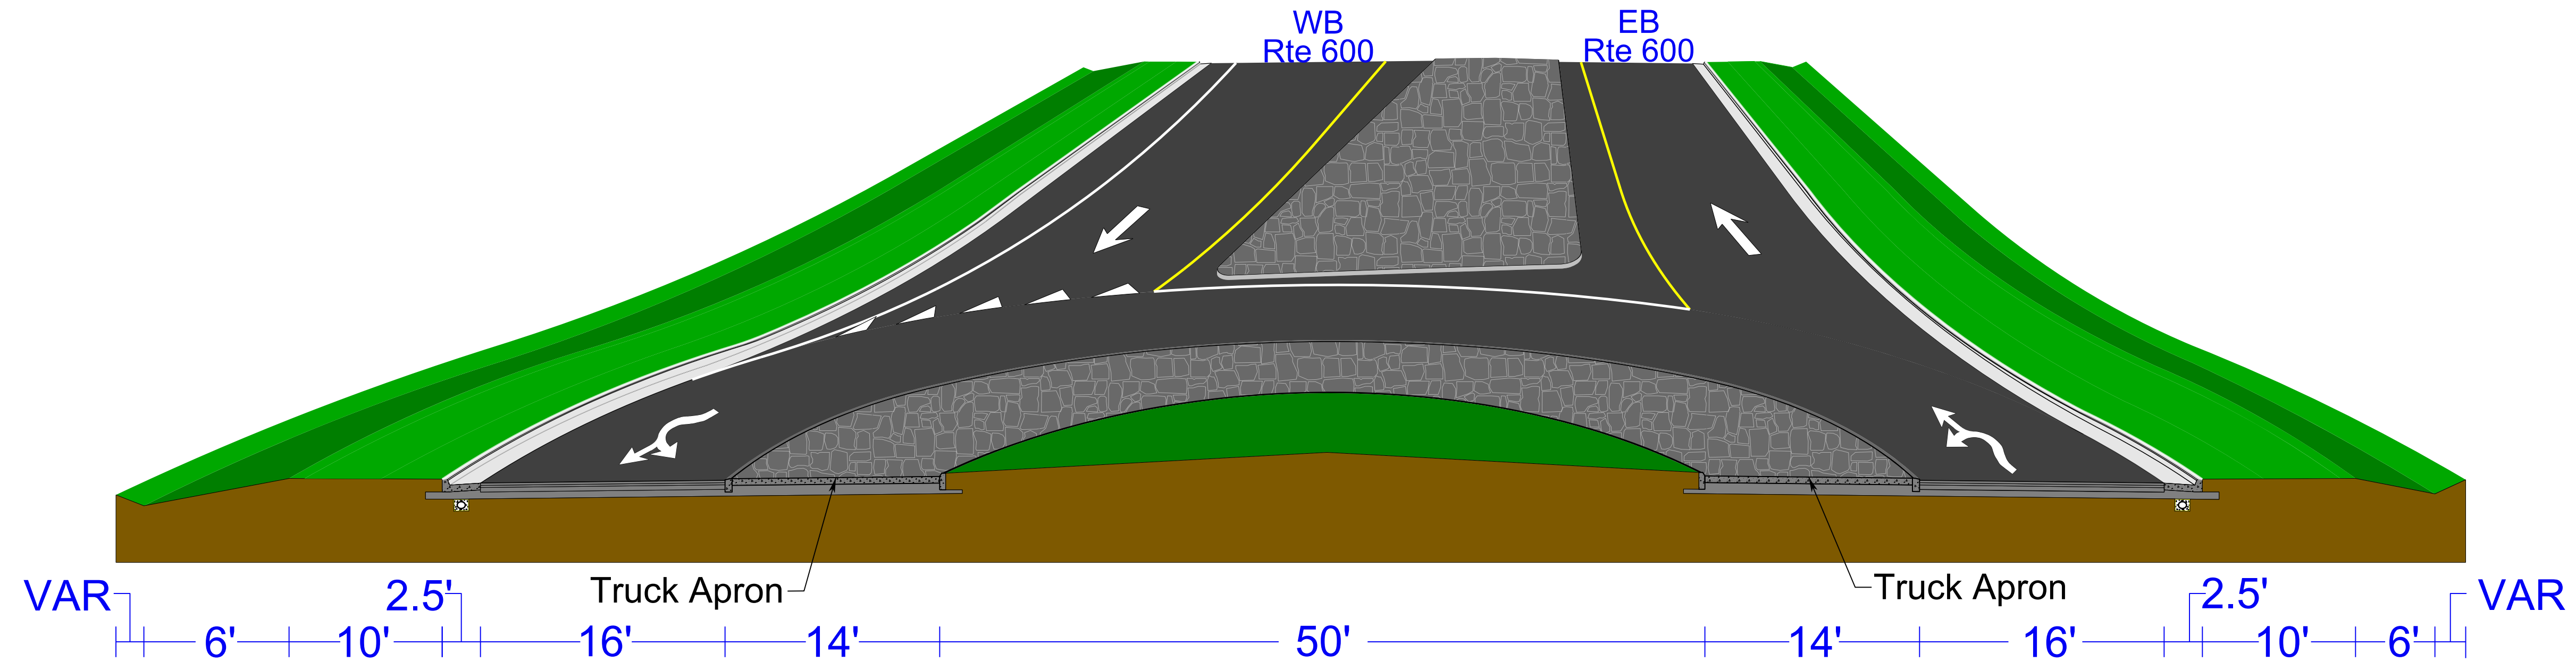 WB
Rte 600
EB
Rte 600
Truck Apron
Truck Apron
VAR
2.5'
2.5'
VAR
6'
10'
16'
14'
50'
14'
16'
10'
6'